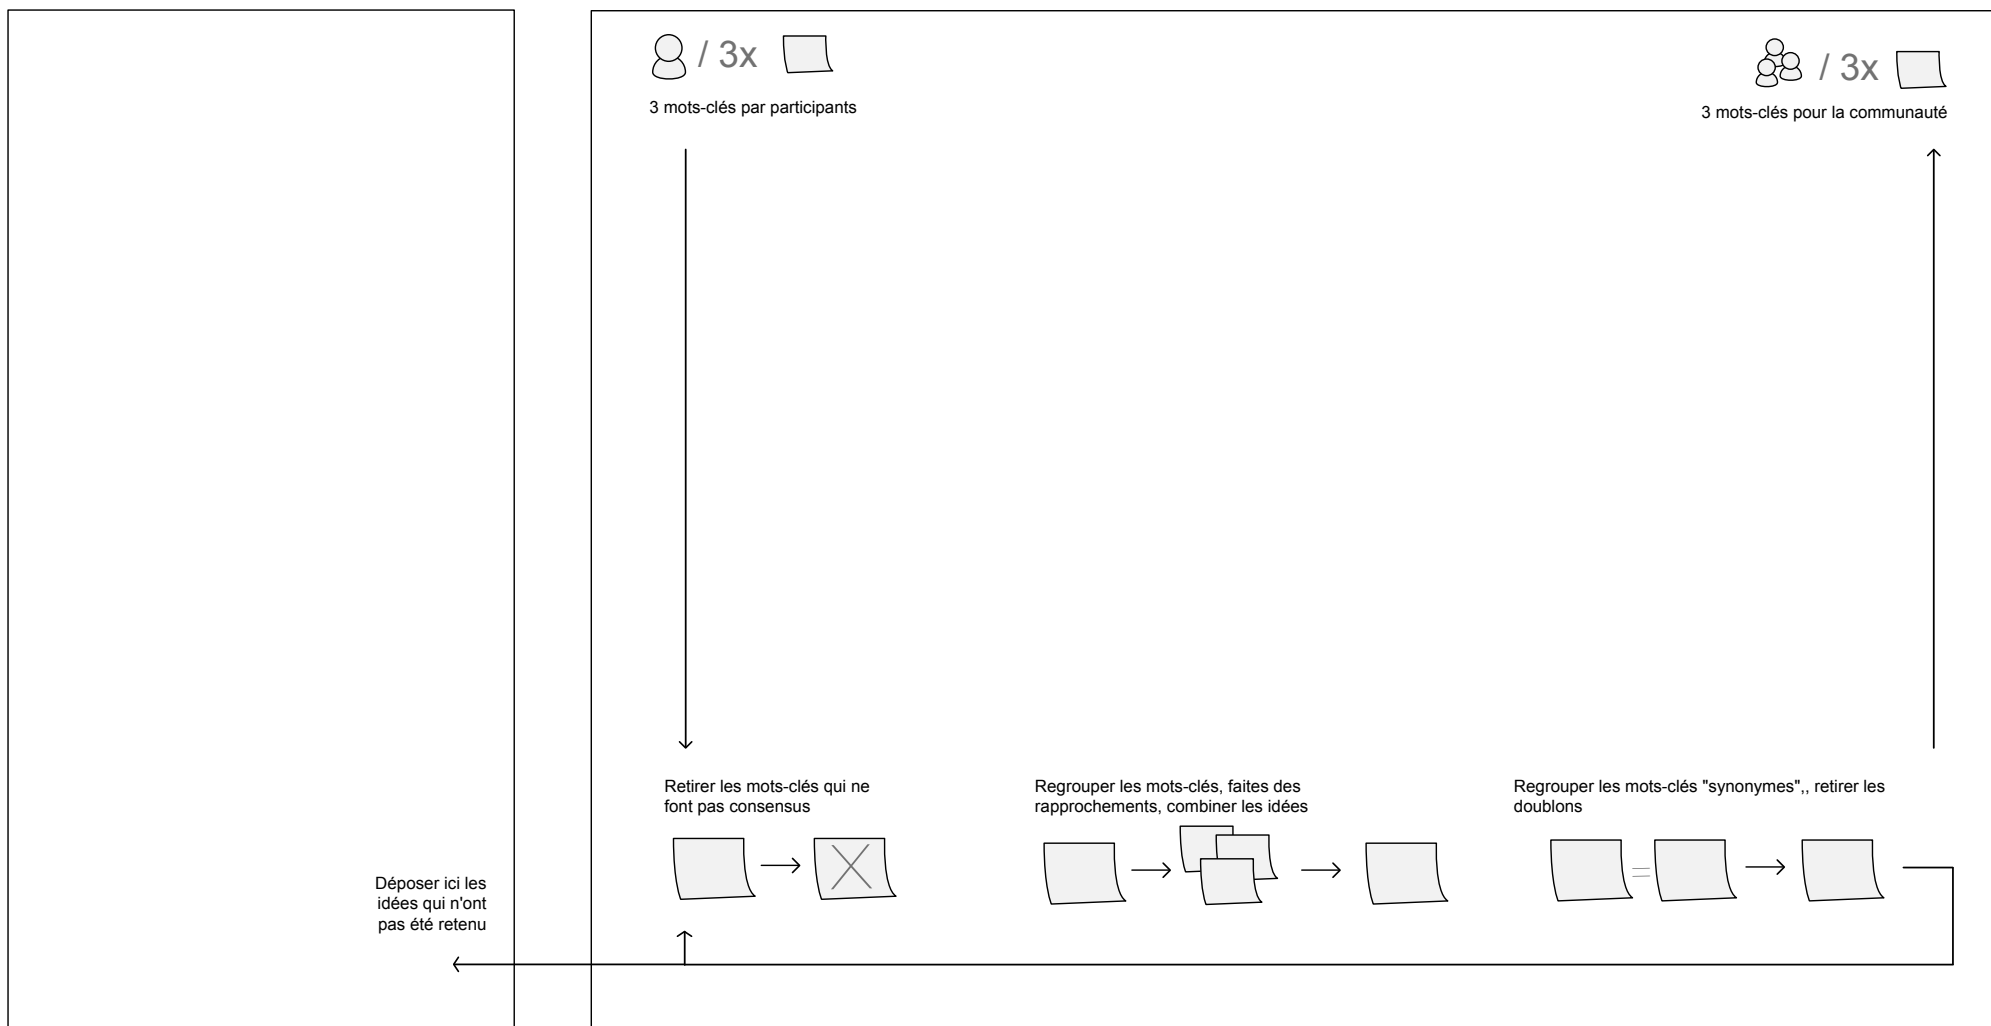 / 3x
3 mots-clés par participants
/ 3x
3 mots-clés pour la communauté
Retirer les mots-clés qui ne
font pas consensus
Regrouper les mots-clés, faites des
rapprochements, combiner les idées
Regrouper les mots-clés "synonymes",, retirer les
doublons
Déposer ici les
idées qui n'ont
pas été retenu